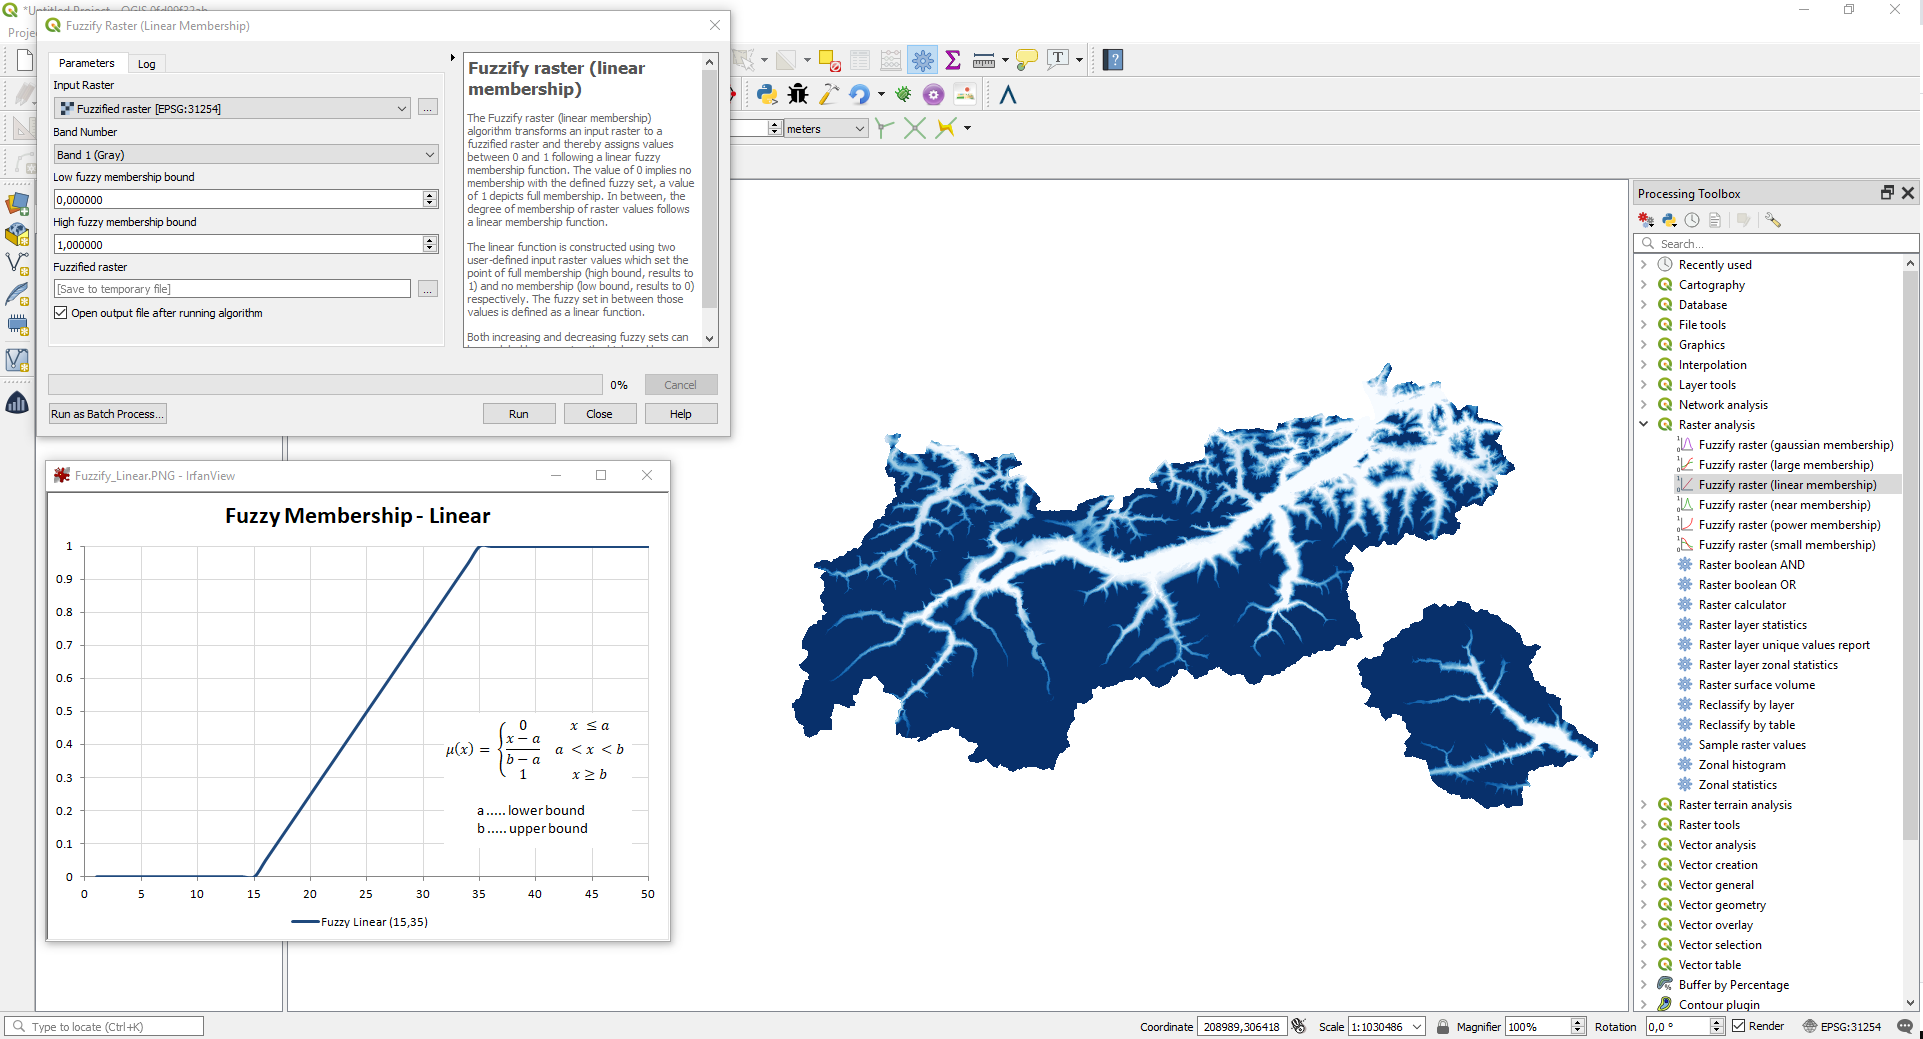 Fuzzify Raster (Linear Membership)
Parameters
Log
Input Raster
Fuzzified raster [EPSG:31254]
...
Band Number
Band 1 (Gray)
Low fuzzy membership bound
0,000000
High fuzzy membership bound
1,000000
Fuzzified raster
[Save to temporary file]
...
Open output file after running algorithm
Fuzzify raster (linear
membership)
The Fuzzify raster (linear membership)
algorithm transforms an input raster to a
fuzzified raster and thereby assigns values
between 0 and 1 following a linear fuzzy
membership function. The value of 0 implies no
membership with the defined fuzzy set, a value
of 1 depicts full membership. In between, the
degree of membership of raster values follows
a linear membership function.
The linear function is constructed using two
user-defined input raster values which set the
point of full membership (high bound, results to
1) and no membership (low bound, results to 0)
respectively. The fuzzy set in between those
values is defined as a linear function.
Both increasing and decreasing fuzzy sets can
0%
Cancel
Run as Batch Process...
Run
Close
Help
meters
Fuzzify_Linear.PNG - IrfanView
Fuzzy Membership - Linear
1
0.9
0.8
0.7
0.6
0.5
0.4
0.3
0.2
0.1
0
0 5 10 15 20 25 30 35 40 45 50
μ(x) = { 0 x ≤ a
x − a / b − a a < x < b
1 x ≥ b
a ..... lower bound
b ..... upper bound
Fuzzy Linear (15,35)
Processing Toolbox
Search...
Recently used
Cartography
Database
File tools
Graphics
Interpolation
Layer tools
Network analysis
Raster analysis
Fuzzify raster (gaussian membership)
Fuzzify raster (large membership)
Fuzzify raster (linear membership)
Fuzzify raster (near membership)
Fuzzify raster (power membership)
Fuzzify raster (small membership)
Raster boolean AND
Raster boolean OR
Raster calculator
Raster layer statistics
Raster layer unique values report
Raster layer zonal statistics
Raster surface volume
Reclassify by layer
Reclassify by table
Sample raster values
Zonal histogram
Zonal statistics
Raster terrain analysis
Raster tools
Vector analysis
Vector creation
Vector general
Vector geometry
Vector overlay
Vector selection
Vector table
Buffer by Percentage
Contour plugin
Type to locate (Ctrl+K)
Coordinate 208989,306418 Scale 1:1030486 Magnifier 100% Rotation 0,0 ° Render EPSG:31254